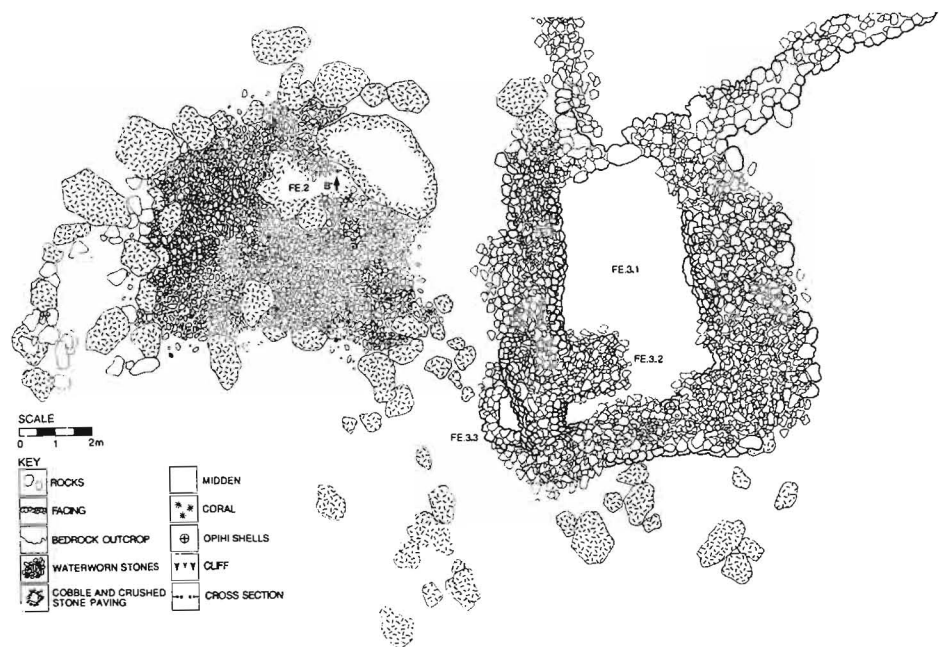 FE.2
B
FE.3.1
FE.3.2
FE.3.3
SCALE
0 1 2m
KEY
ROCKS
FACING
BEDROCK OUTCROP
WATERWORN STONES
COBBLE AND CRUSHED
STONE PAVING
MIDDEN
CORAL
OPIHI SHELLS
CLIFF
CROSS SECTION